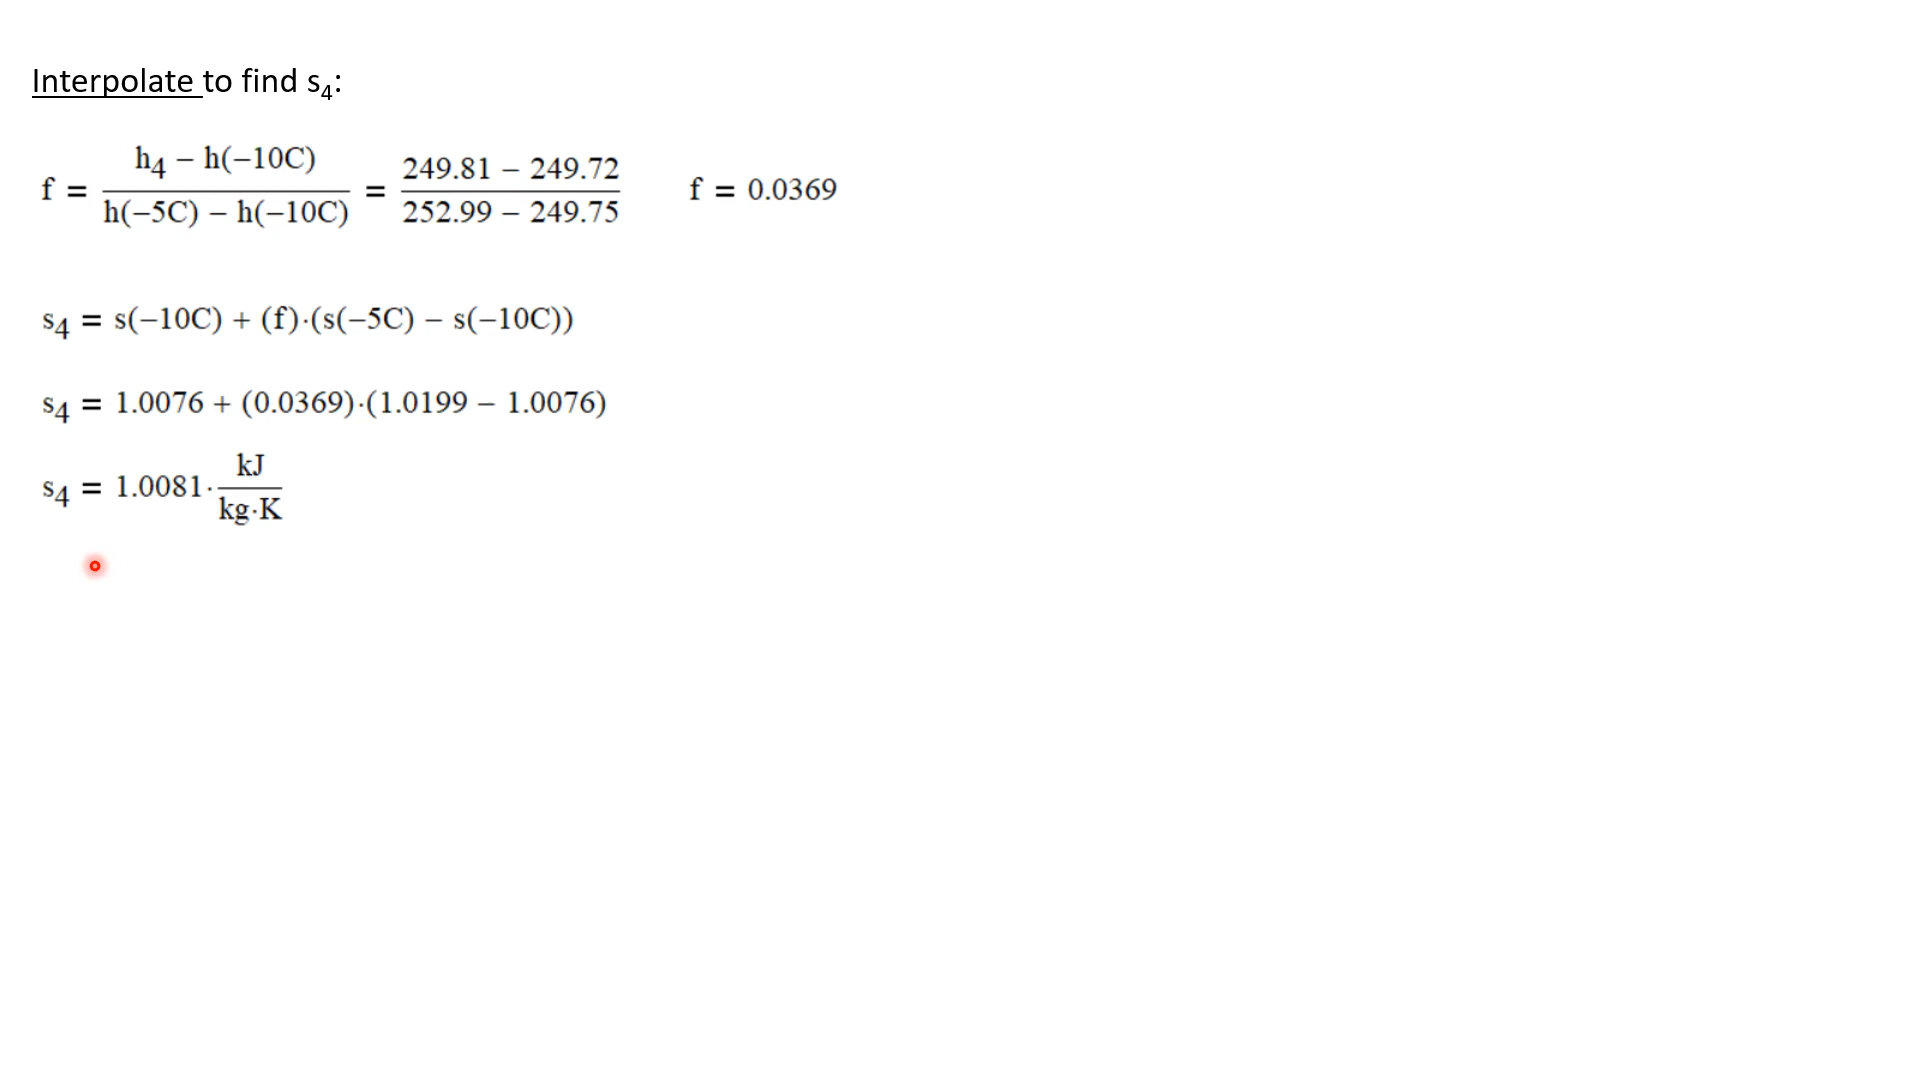 Interpolate to find s₄:
f = (h₄ − h(−10C)) / (h(−5C) − h(−10C)) = (249.81 − 249.72) / (252.99 − 249.75)    f = 0.0369
s₄ = s(−10C) + (f)·(s(−5C) − s(−10C))
s₄ = 1.0076 + (0.0369)·(1.0199 − 1.0076)
s₄ = 1.0081· kJ / kg·K